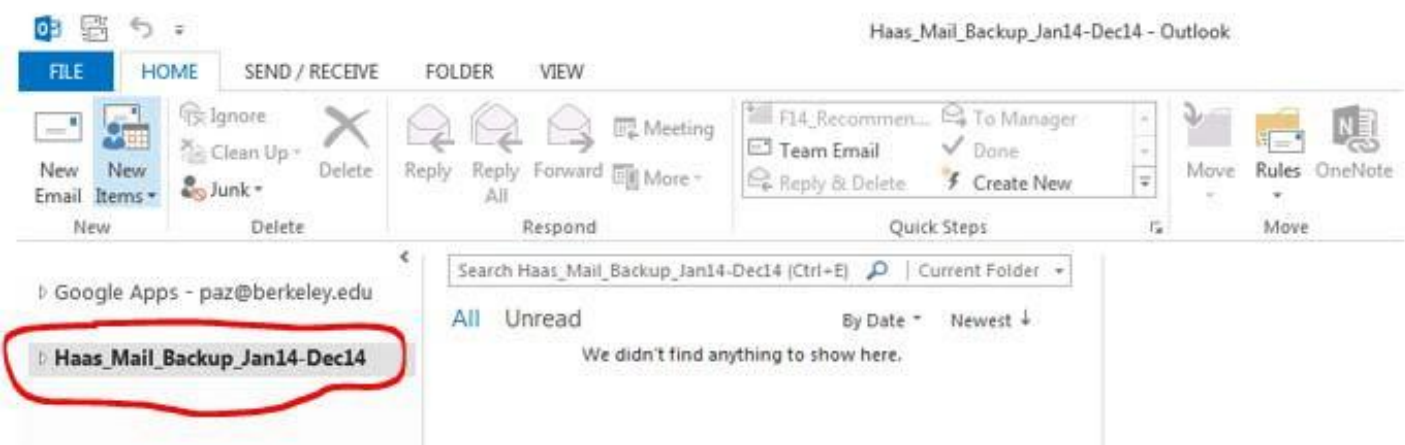 Haas_Mail_Backup_Jan14-Dec14 - Outlook
FILE HOME SEND / RECEIVE FOLDER VIEW
New Email
New Items
Ignore
Clean Up
Junk
Delete
Reply
Reply All
Forward
Meeting
More
F14_Recommen...
Team Email
Reply & Delete
To Manager
Done
Create New
Move
Rules
OneNote
New Delete Respond Quick Steps Move
Google Apps - paz@berkeley.edu
Haas_Mail_Backup_Jan14-Dec14
Search Haas_Mail_Backup_Jan14-Dec14 (Ctrl+E) Current Folder
All Unread By Date Newest
We didn't find anything to show here.